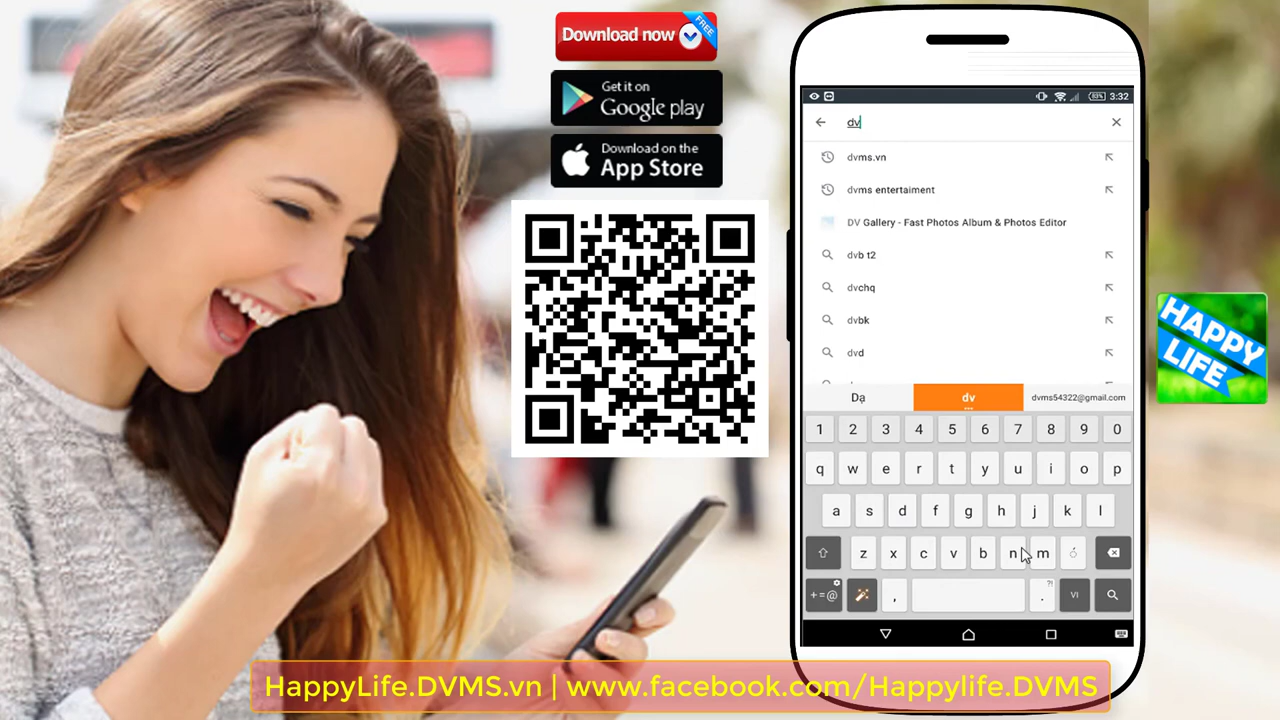 Download now
FREE
Get it on
Google play
Download on the
App Store
83% 3:32
dv
dvms.vn
dvms entertaiment
DV Gallery - Fast Photos Album & Photos Editor
dvb t2
dvchq
dvbk
dvd
Dạ dv dvms54322@gmail.com
1 2 3 4 5 6 7 8 9 0
q w e r t y u i o p
a s d f g h j k l
z x c v b n m
+=@ , . ?! VI
HAPPY
LIFE
HappyLife.DVMS.vn | www.facebook.com/Happylife.DVMS